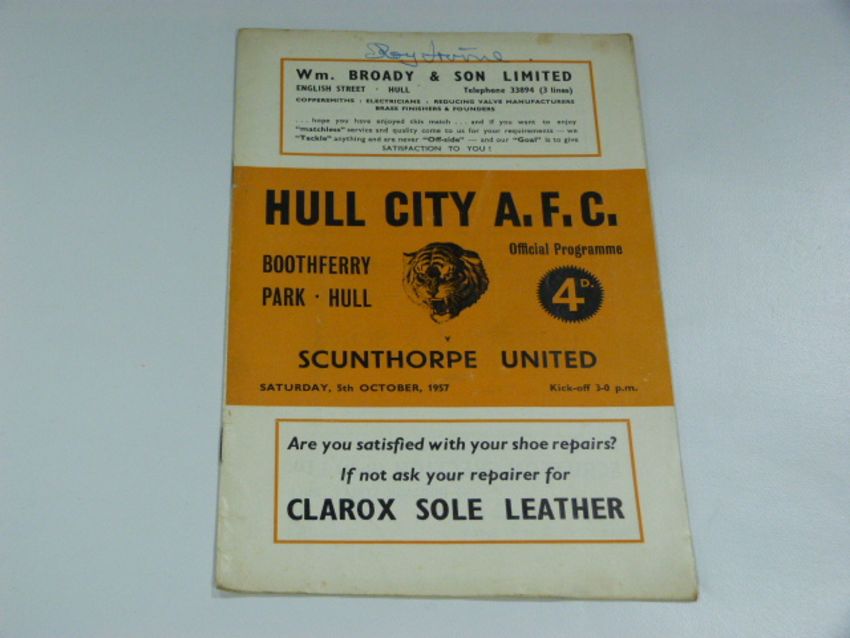 Roy Irvine
Wm. BROADY & SON LIMITED
ENGLISH STREET · HULL Telephone 33894 (3 lines)
COPPERSMITHS : ELECTRICIANS : REDUCING VALVE MANUFACTURERS
BRASS FINISHERS & FOUNDERS
. . . hope you have enjoyed this match . . . and if you want to enjoy
"matchless" service and quality come to us for your requirements — we
"Tackle" anything and are never "Off-side" — and our "Goal" is to give
SATISFACTION TO YOU !
HULL CITY A.F.C.
Official Programme
BOOTHFERRY
PARK · HULL
4D.
v
SCUNTHORPE UNITED
SATURDAY, 5th OCTOBER, 1957 Kick-off 3-0 p.m.
Are you satisfied with your shoe repairs?
If not ask your repairer for
CLAROX SOLE LEATHER